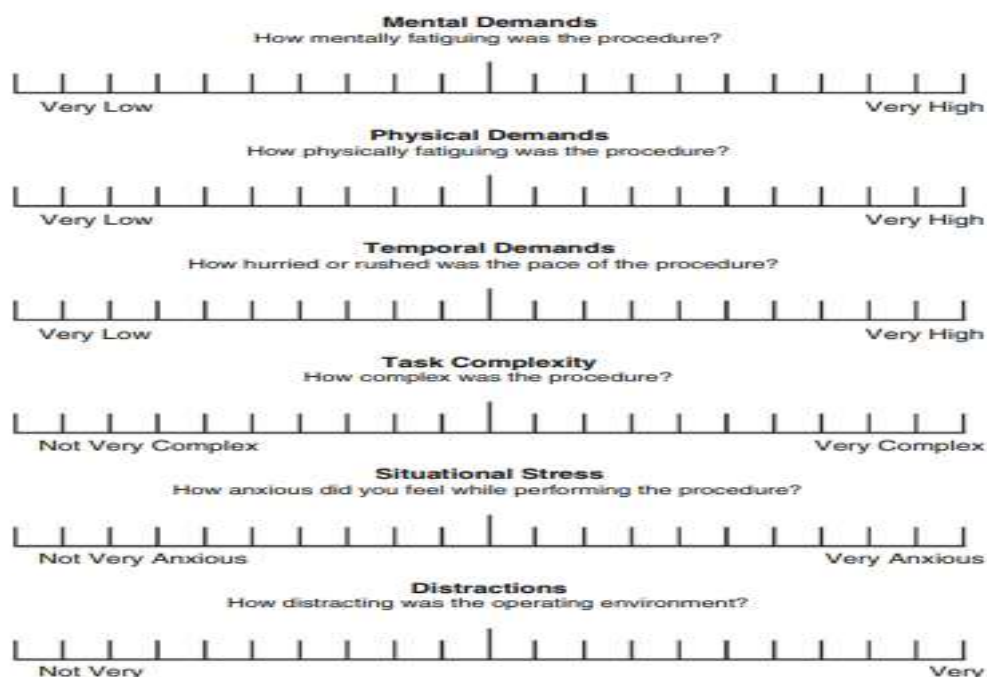 Mental Demands
How mentally fatiguing was the procedure?
Very Low Very High
Physical Demands
How physically fatiguing was the procedure?
Very Low Very High
Temporal Demands
How hurried or rushed was the pace of the procedure?
Very Low Very High
Task Complexity
How complex was the procedure?
Not Very Complex Very Complex
Situational Stress
How anxious did you feel while performing the procedure?
Not Very Anxious Very Anxious
Distractions
How distracting was the operating environment?
Not Very Very